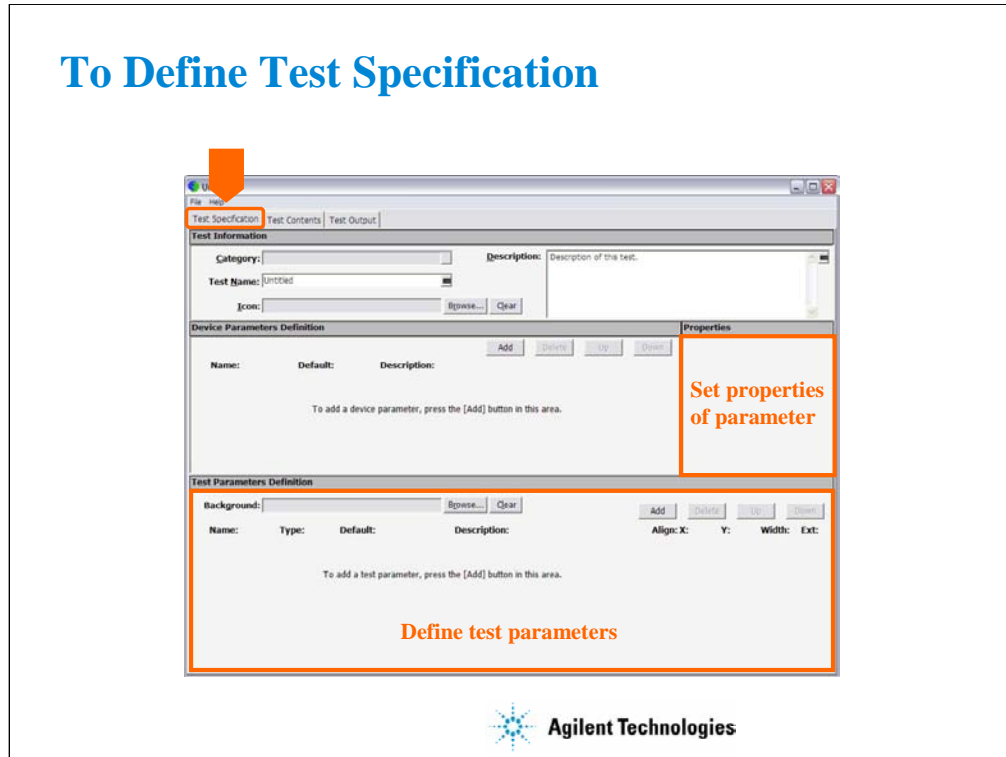 To Define Test Specification
File Help
Test Specification Test Contents Test Output
Test Information
Category:
Description: Description of this test.
Test Name: Untitled
Icon: Browse... Clear
Device Parameters Definition Properties
Add Delete Up Down
Name: Default: Description:
To add a device parameter, press the [Add] button in this area.
Set properties
of parameter
Test Parameters Definition
Background: Browse... Clear
Add Delete Up Down
Name: Type: Default: Description: Align: X: Y: Width: Ext:
To add a test parameter, press the [Add] button in this area.
Define test parameters
Agilent Technologies